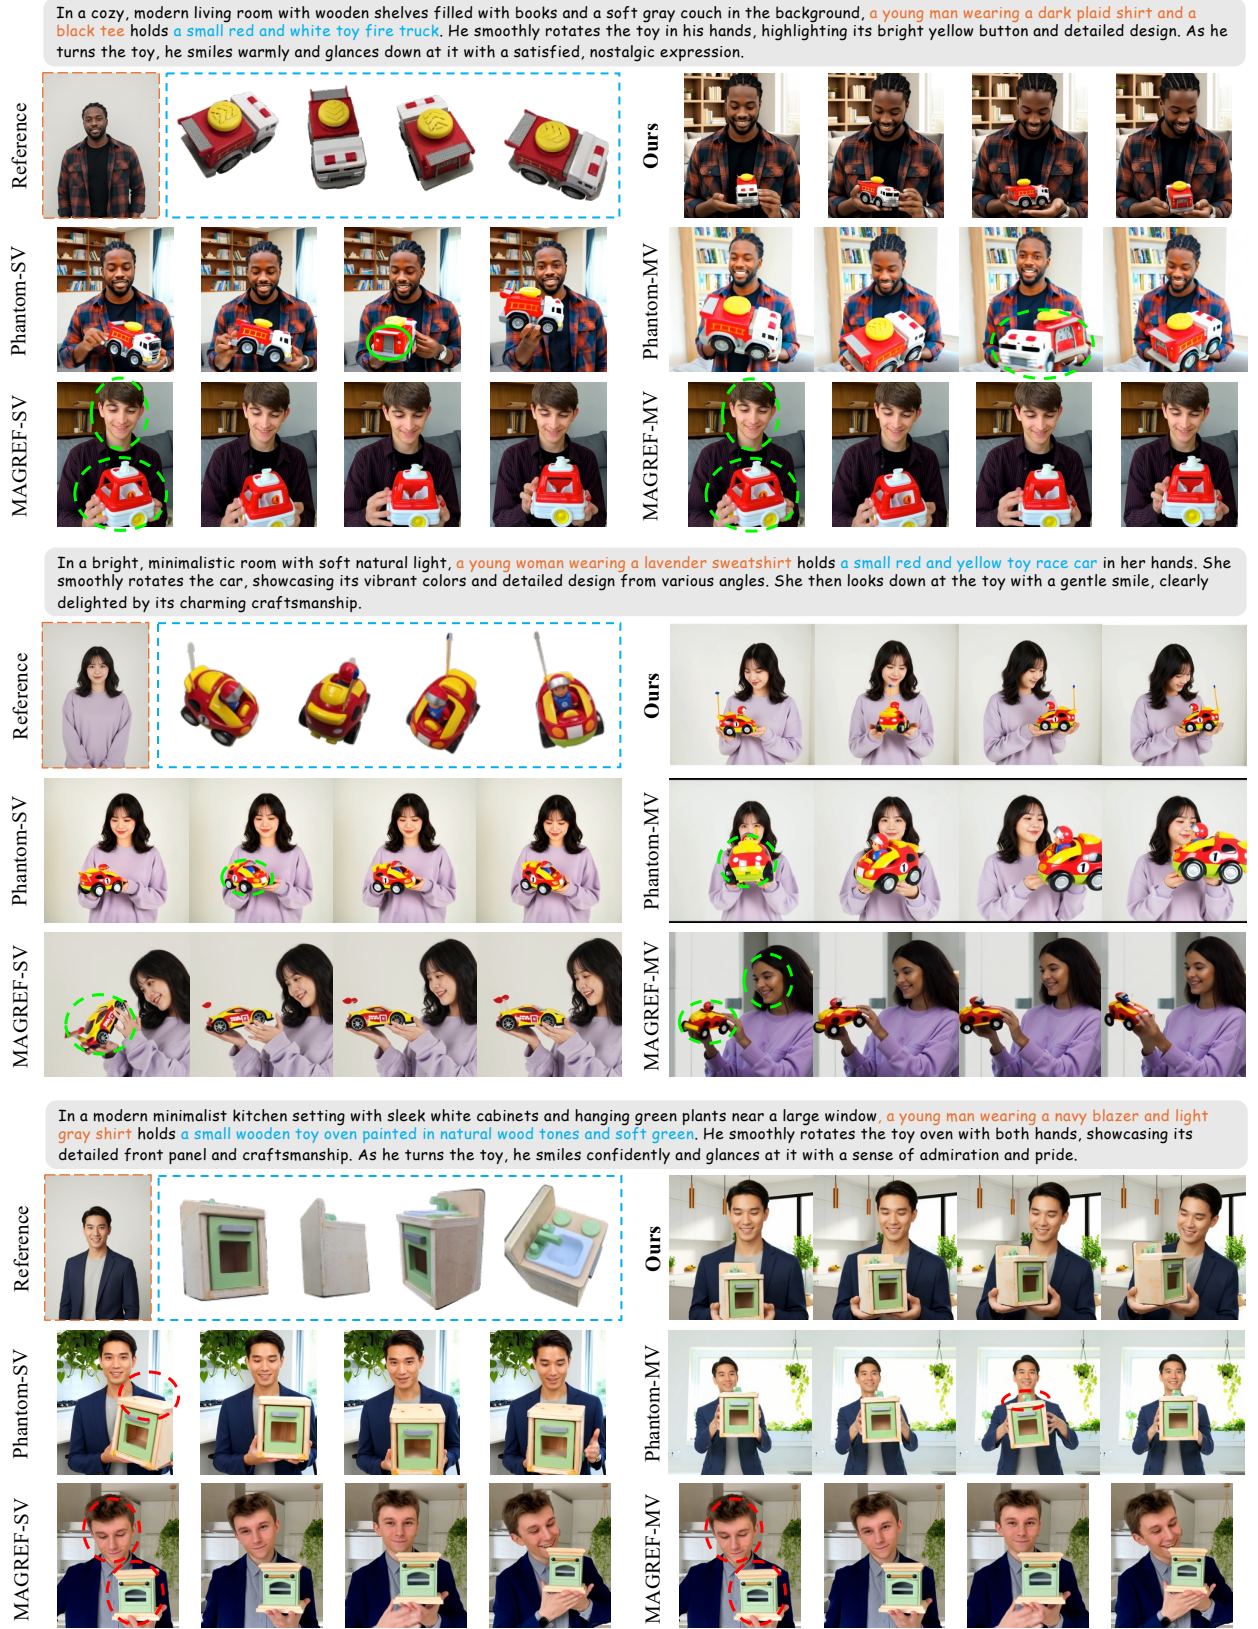 In a cozy, modern living room with wooden shelves filled with books and a soft gray couch in the background, a young man wearing a dark plaid shirt and a
black tee holds a small red and white toy fire truck. He smoothly rotates the toy in his hands, highlighting its bright yellow button and detailed design. As he
turns the toy, he smiles warmly and glances down at it with a satisfied, nostalgic expression.
Reference
Ours
Phantom-SV
Phantom-MV
MAGREF-SV
MAGREF-MV
In a bright, minimalistic room with soft natural light, a young woman wearing a lavender sweatshirt holds a small red and yellow toy race car in her hands. She
smoothly rotates the car, showcasing its vibrant colors and detailed design from various angles. She then looks down at the toy with a gentle smile, clearly
delighted by its charming craftsmanship.
Reference
Ours
Phantom-SV
Phantom-MV
MAGREF-SV
MAGREF-MV
In a modern minimalist kitchen setting with sleek white cabinets and hanging green plants near a large window, a young man wearing a navy blazer and light
gray shirt holds a small wooden toy oven painted in natural wood tones and soft green. He smoothly rotates the toy oven with both hands, showcasing its
detailed front panel and craftsmanship. As he turns the toy, he smiles confidently and glances at it with a sense of admiration and pride.
Reference
Ours
Phantom-SV
Phantom-MV
MAGREF-SV
MAGREF-MV